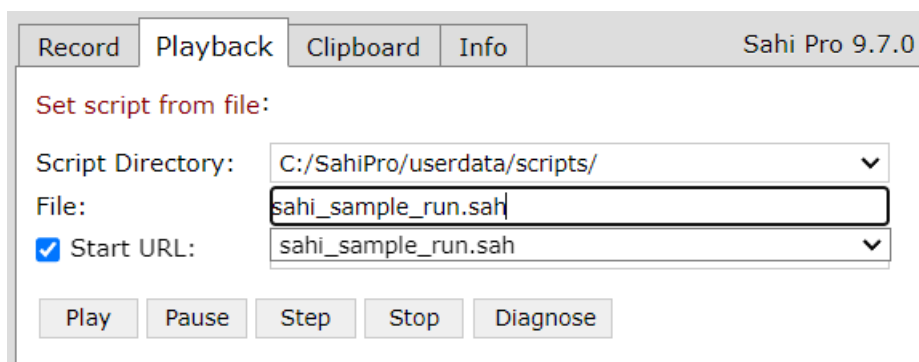 Record Playback Clipboard Info Sahi Pro 9.7.0
Set script from file:
Script Directory: C:/SahiPro/userdata/scripts/
File: sahi_sample_run.sah
Start URL: sahi_sample_run.sah
Play Pause Step Stop Diagnose